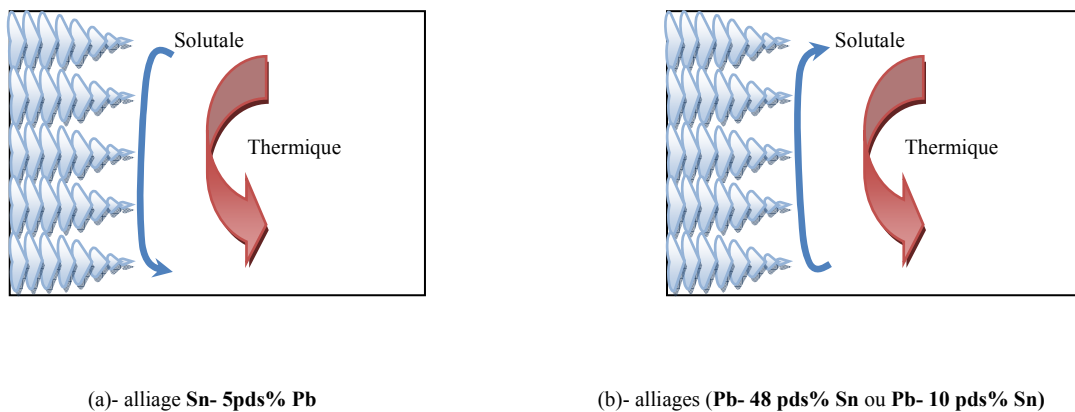 Solutale
Thermique
Solutale
Thermique
(a)- alliage Sn- 5pds% Pb
(b)- alliages (Pb- 48 pds% Sn ou Pb- 10 pds% Sn)